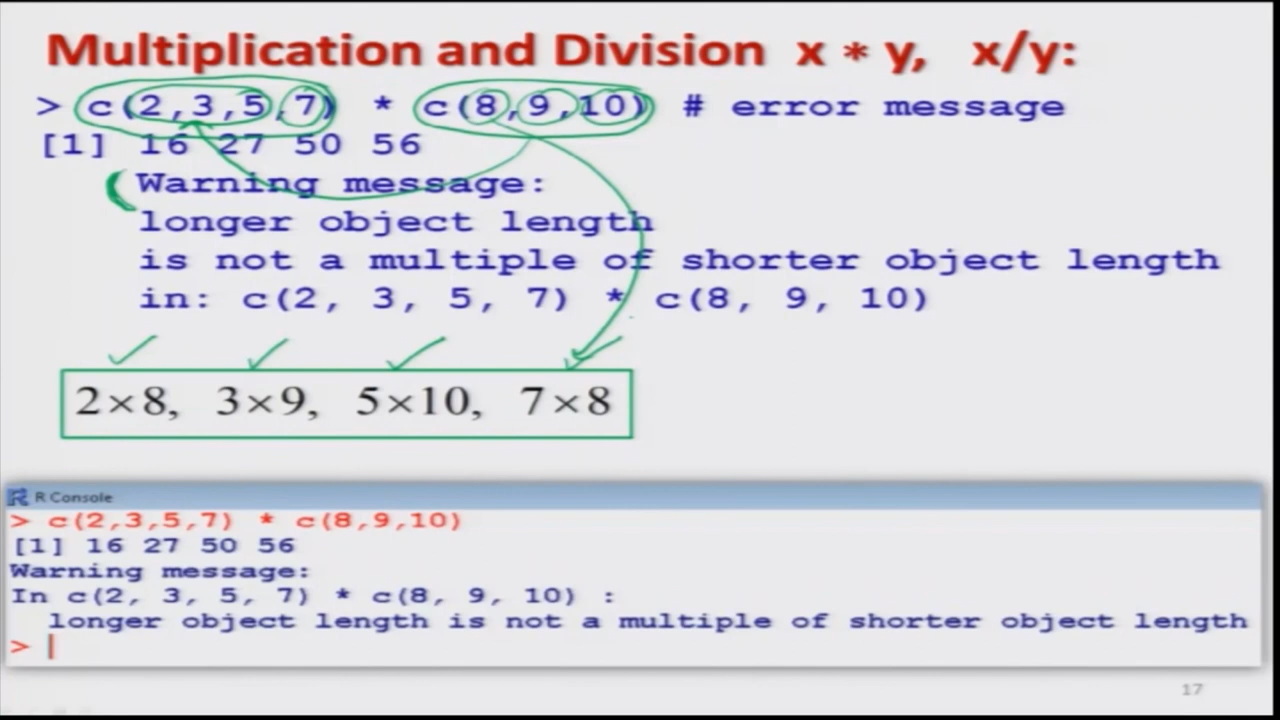 Multiplication and Division x * y, x/y:
> c(2,3,5,7) * c(8,9,10) # error message
[1] 16 27 50 56
Warning message:
longer object length
is not a multiple of shorter object length
in: c(2, 3, 5, 7) * c(8, 9, 10)
2×8, 3×9, 5×10, 7×8
R Console
> c(2,3,5,7) * c(8,9,10)
[1] 16 27 50 56
Warning message:
In c(2, 3, 5, 7) * c(8, 9, 10) :
longer object length is not a multiple of shorter object length
>
17